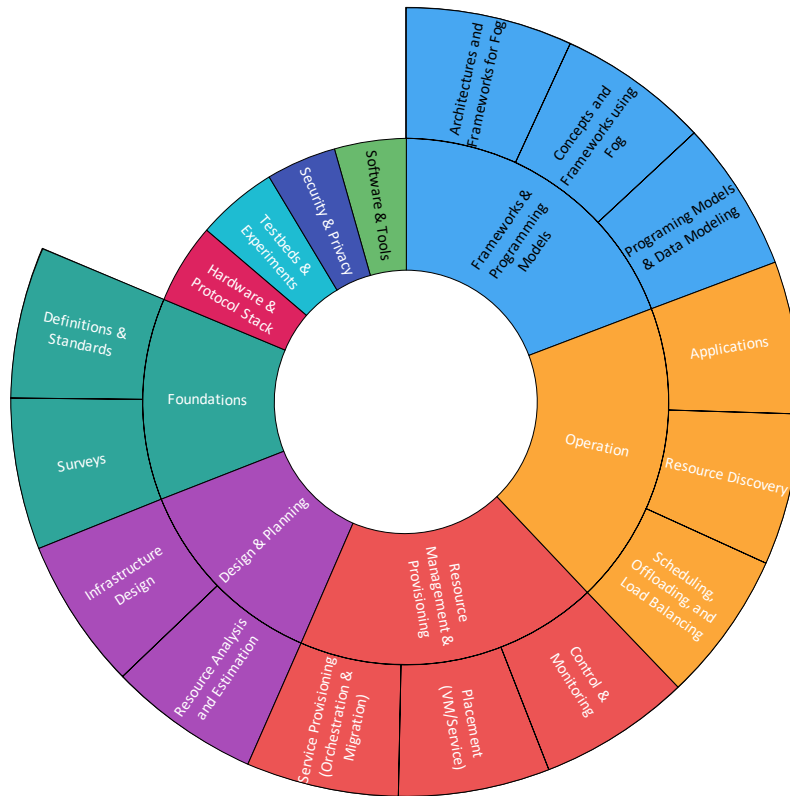 Architectures and
Frameworks for Fog
Concepts and
Frameworks using
Fog
Programing Models
& Data Modeling
Frameworks &
Programming
Models
Applications
Resource Discovery
Scheduling,
Offloading, and
Load Balancing
Operation
Control &
Monitoring
Placement
(VM/Service)
Service Provisioning
(Orchestration &
Migration)
Resource
Management &
Provisioning
Resource Analysis
and Estimation
Infrastructure
Design
Design & Planning
Surveys
Definitions &
Standards
Foundations
Hardware &
Protocol Stack
Testbeds &
Experiments
Security & Privacy
Software & Tools